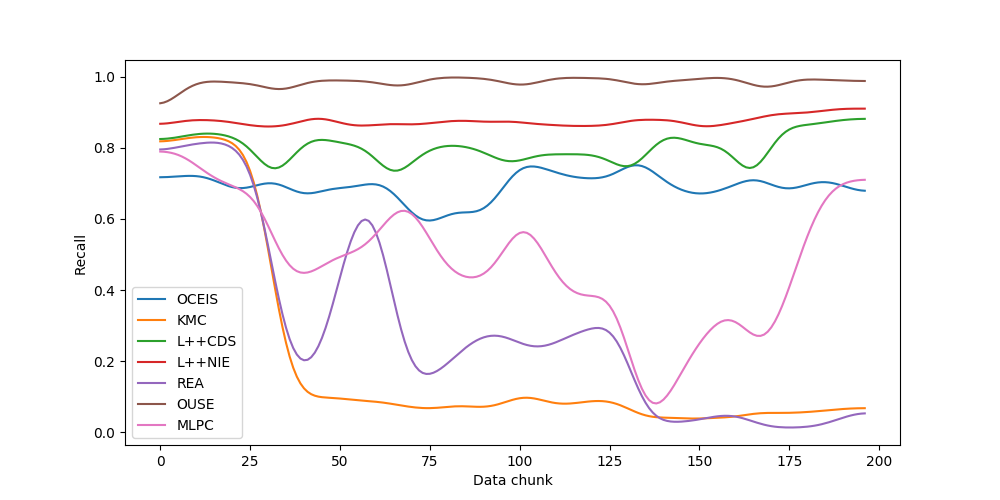 1.0
0.8
0.6
0.4
0.2
0.0
Recall
OCEIS
KMC
L++CDS
L++NIE
REA
OUSE
MLPC
0 25 50 75 100 125 150 175 200
Data chunk